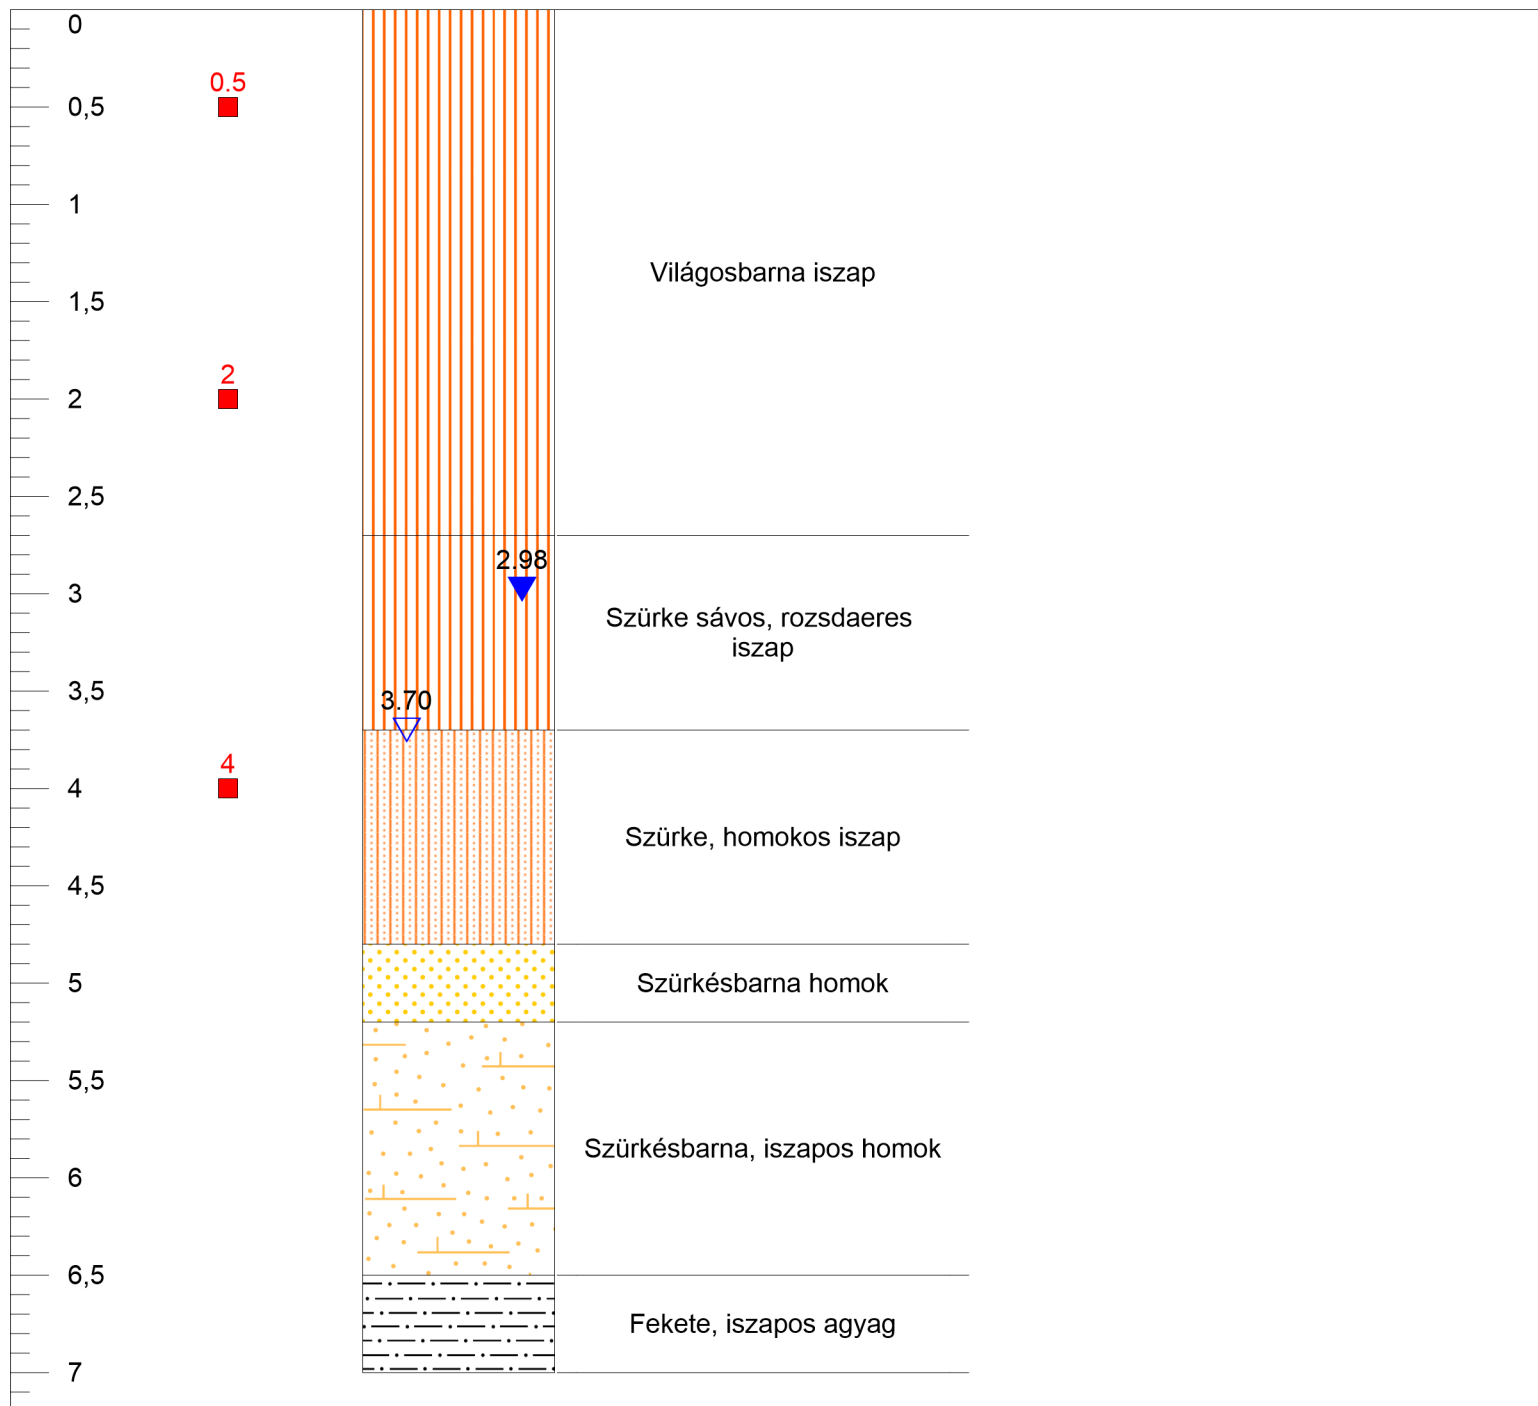 0
0.5
0,5
1
Világosbarna iszap
1,5
2
2
2,5
2.98
3
Szürke sávos, rozsdaeres
iszap
3,5
3.70
4
4
Szürke, homokos iszap
4,5
5
Szürkésbarna homok
5,5
Szürkésbarna, iszapos homok
6
6,5
Fekete, iszapos agyag
7